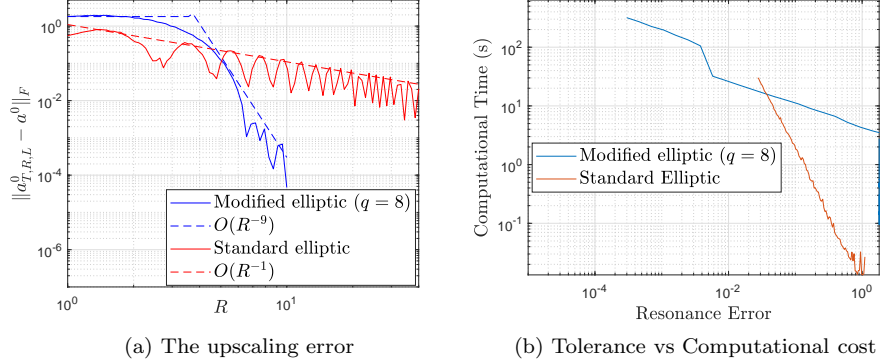 10^0
10^-2
10^-4
10^-6
10^0
10^1
||a^0_{T,R,L} − a^0||_F
R
Modified elliptic (q = 8)
O(R^{-9})
Standard elliptic
O(R^{-1})
(a) The upscaling error
10^2
10^1
10^0
10^-1
10^-4
10^-2
10^0
Computational Time (s)
Resonance Error
Modified elliptic (q = 8)
Standard Elliptic
(b) Tolerance vs Computational cost